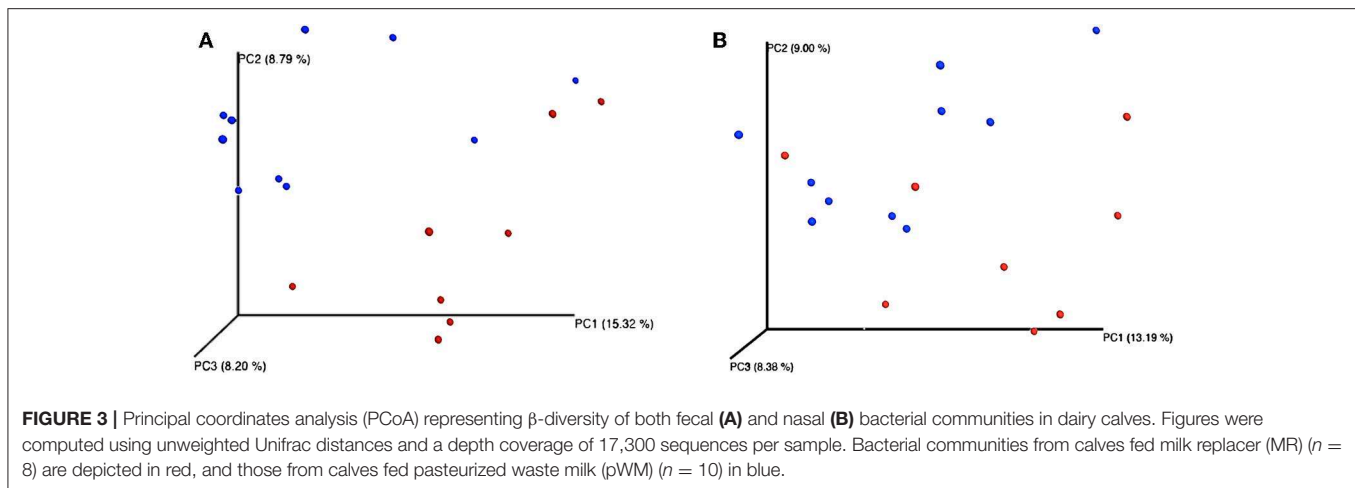 A
PC2 (8.79 %)
PC1 (15.32 %)
PC3 (8.20 %)
B
PC2 (9.00 %)
PC1 (13.19 %)
PC3 (8.38 %)
FIGURE 3 | Principal coordinates analysis (PCoA) representing β-diversity of both fecal (A) and nasal (B) bacterial communities in dairy calves. Figures were
computed using unweighted Unifrac distances and a depth coverage of 17,300 sequences per sample. Bacterial communities from calves fed milk replacer (MR) (n =
8) are depicted in red, and those from calves fed pasteurized waste milk (pWM) (n = 10) in blue.